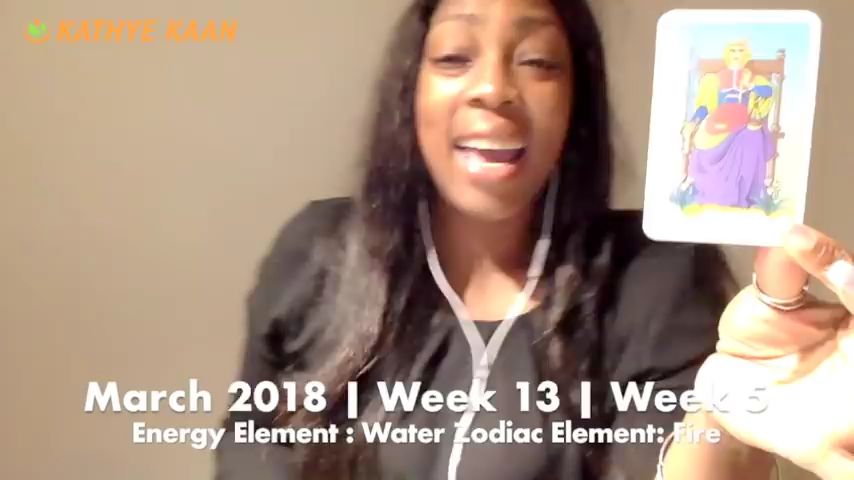 KATHYE KAAN
March 2018 | Week 13 | Week 5
Energy Element : Water Zodiac Element: Fire